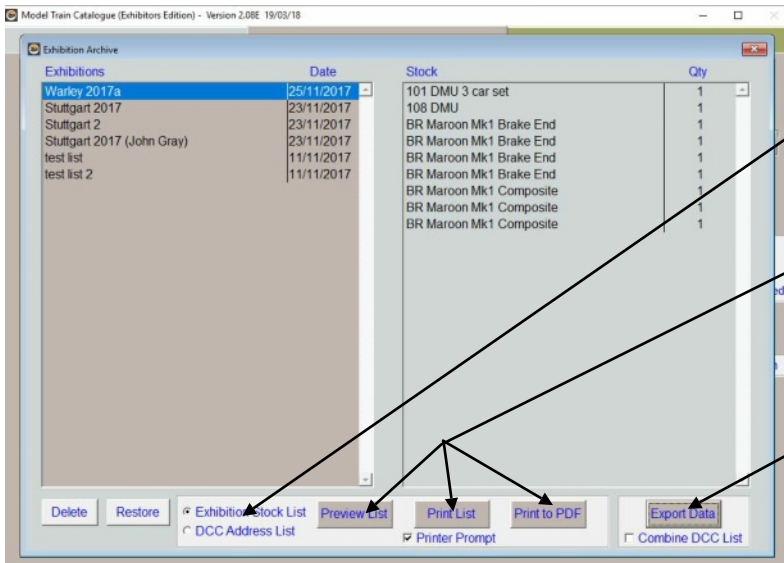 Model Train Catalogue (Exhibitors Edition) - Version 2.08E 19/03/18
Exhibition Archive
Exhibitions Date
Warley 2017a 25/11/2017
Stuttgart 2017 23/11/2017
Stuttgart 2 23/11/2017
Stuttgart 2017 (John Gray) 23/11/2017
test list 11/11/2017
test list 2 11/11/2017
Stock Qty
101 DMU 3 car set 1
108 DMU 1
BR Maroon Mk1 Brake End 1
BR Maroon Mk1 Brake End 1
BR Maroon Mk1 Brake End 1
BR Maroon Mk1 Brake End 1
BR Maroon Mk1 Composite 1
BR Maroon Mk1 Composite 1
BR Maroon Mk1 Composite 1
Delete Restore
Exhibition Stock List
DCC Address List
Preview List Print List Print to PDF
Printer Prompt
Export Data
Combine DCC List